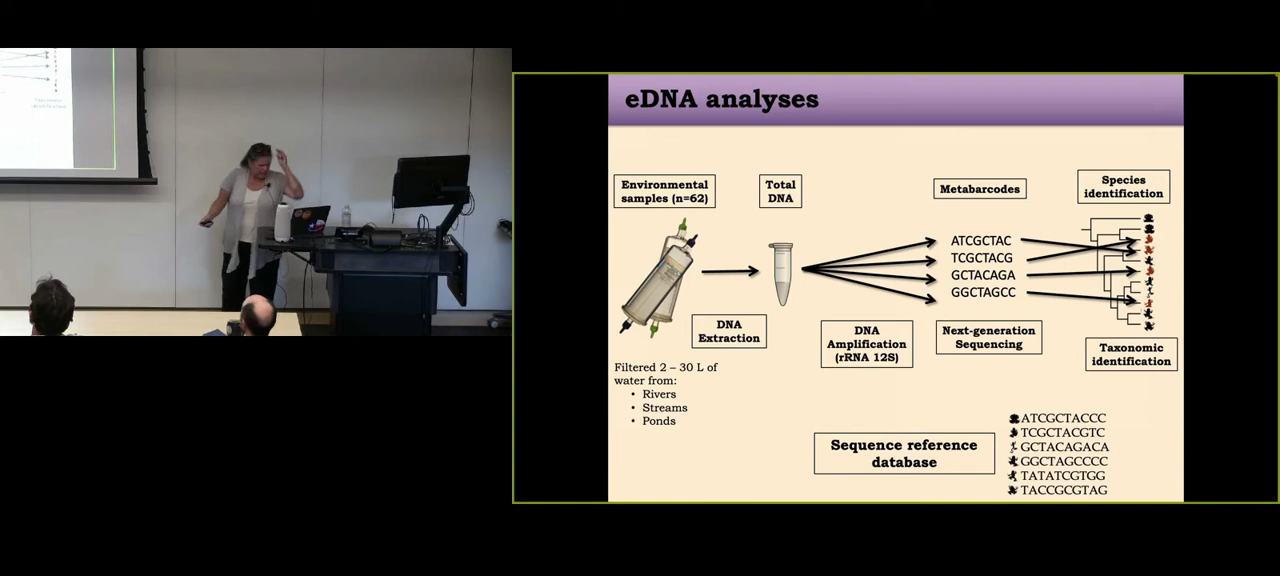 eDNA analyses
Environmental
samples (n=62)
Total
DNA
Metabarcodes
Species
identification
ATCGCTAC
TCGCTACG
GCTACAGA
GGCTAGCC
DNA
Extraction
DNA
Amplification
(rRNA 12S)
Next-generation
Sequencing
Taxonomic
identification
Filtered 2 – 30 L of
water from:
• Rivers
• Streams
• Ponds
Sequence reference
database
ATCGCTACCC
TCGCTACGTC
GCTACAGACA
GGCTAGCCCC
TATATCGTGG
TACCGCGTAG